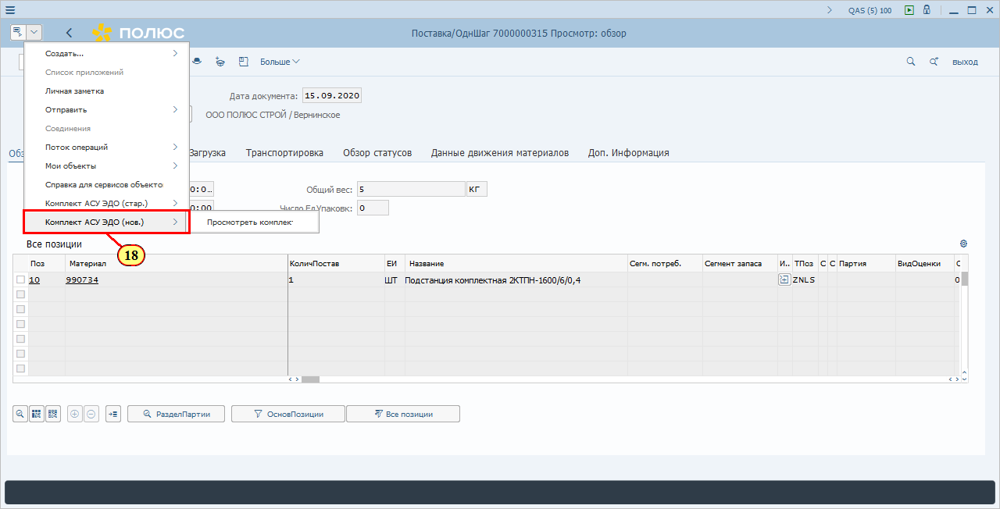 QAS (5) 100
ПОЛЮС
Поставка/ОднШаг 7000000315 Просмотр: обзор
Больше
выход
Создать...
Список приложений
Личная заметка
Отправить
Соединения
Поток операций
Мои объекты
Справка для сервисов объекто
Комплект АСУ ЭДО (стар.)
Комплект АСУ ЭДО (нов.)
Просмотреть комплек
18
Дата документа: 15.09.2020
ООО ПОЛЮС СТРОЙ / Вернинское
Загрузка Транспортировка Обзор статусов Данные движения материалов Доп. Информация
0:0... Общий вес: 5 КГ
0:00 Число Ед.Упаковк: 0
Все позиции
Поз Материал КоличПостав ЕИ Название Сегм. потреб. Сегмент запаса И.. ТПоз С С Партия ВидОценки
10 990734 1 ШТ Подстанция комплектная 2КТПН-1600/6/0,4 ZNLS 0
РазделПартии ОсновПозиции Все позиции